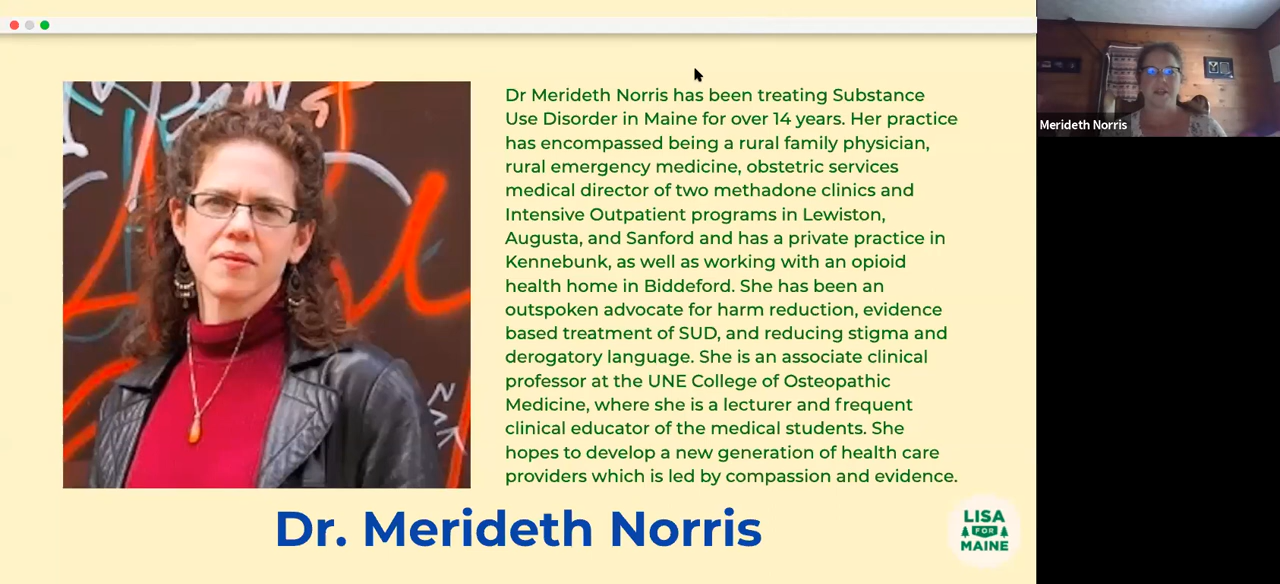 Dr Merideth Norris has been treating Substance
Use Disorder in Maine for over 14 years. Her practice
has encompassed being a rural family physician,
rural emergency medicine, obstetric services
medical director of two methadone clinics and
Intensive Outpatient programs in Lewiston,
Augusta, and Sanford and has a private practice in
Kennebunk, as well as working with an opioid
health home in Biddeford. She has been an
outspoken advocate for harm reduction, evidence
based treatment of SUD, and reducing stigma and
derogatory language. She is an associate clinical
professor at the UNE College of Osteopathic
Medicine, where she is a lecturer and frequent
clinical educator of the medical students. She
hopes to develop a new generation of health care
providers which is led by compassion and evidence.
Dr. Merideth Norris
LISA
FOR
MAINE
Merideth Norris
ZAK